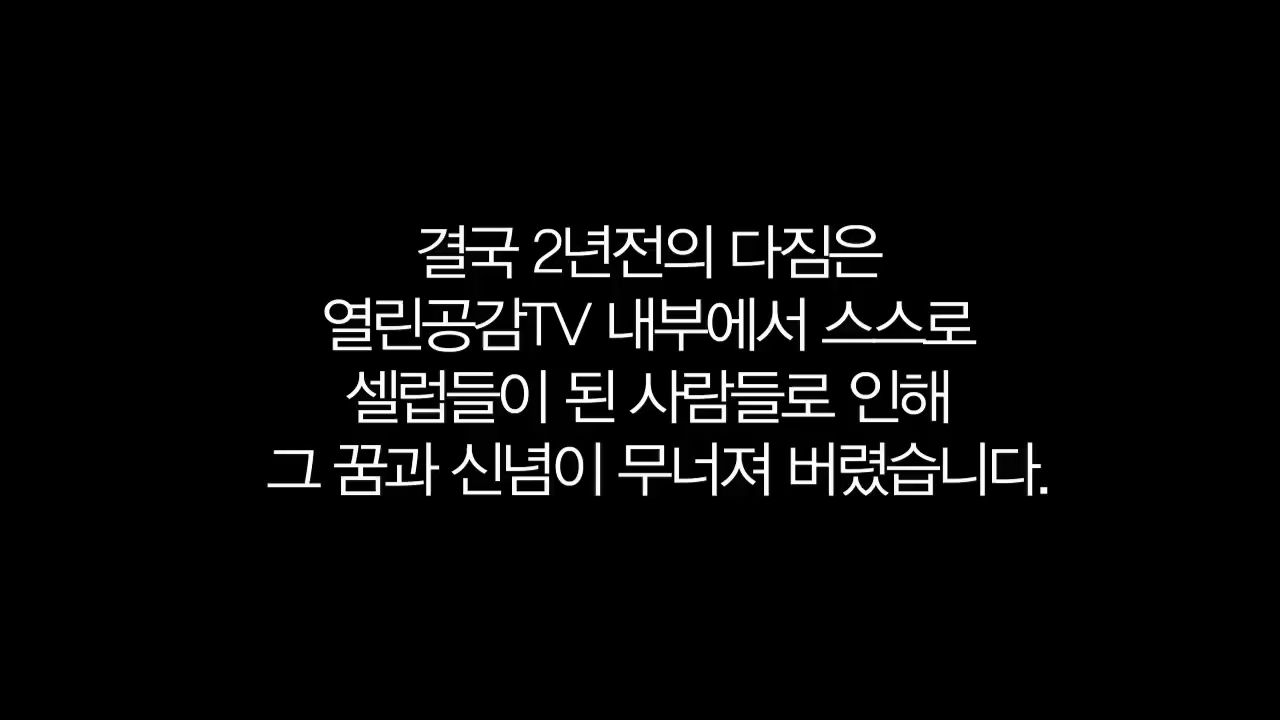 결국 2년전의 다짐은
열린공감TV 내부에서 스스로
셀럽들이 된 사람들로 인해
그 꿈과 신념이 무너져 버렸습니다.